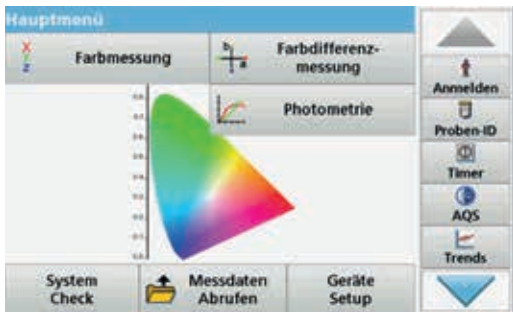 Hauptmenü
X
Y
Z
Farbmessung
b
a
Farbdifferenz-
messung
Photometrie
Anmelden
Proben-ID
Timer
AQS
Trends
System
Check
Messdaten
Abrufen
Geräte
Setup